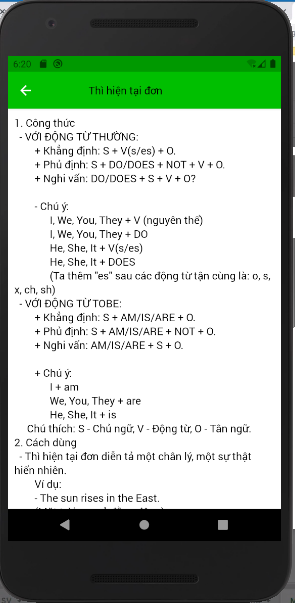 6:20
Thì hiện tại đơn
1. Công thức
- VỚI ĐỘNG TỪ THƯỜNG:
+ Khẳng định: S + V(s/es) + O.
+ Phủ định: S + DO/DOES + NOT + V + O.
+ Nghi vấn: DO/DOES + S + V + O?
- Chú ý:
I, We, You, They + V (nguyên thể)
I, We, You, They + DO
He, She, It + V(s/es)
He, She, It + DOES
(Ta thêm "es" sau các động từ tận cùng là: o, s,
x, ch, sh)
- VỚI ĐỘNG TỪ TOBE:
+ Khẳng định: S + AM/IS/ARE + O.
+ Phủ định: S + AM/IS/ARE + NOT + O.
+ Nghi vấn: AM/IS/ARE + S + O.
+ Chú ý:
I + am
We, You, They + are
He, She, It + is
Chú thích: S - Chủ ngữ, V - Động từ, O - Tân ngữ.
2. Cách dùng
- Thì hiện tại đơn diễn tả một chân lý, một sự thật
hiển nhiên.
Ví dụ:
- The sun rises in the East.